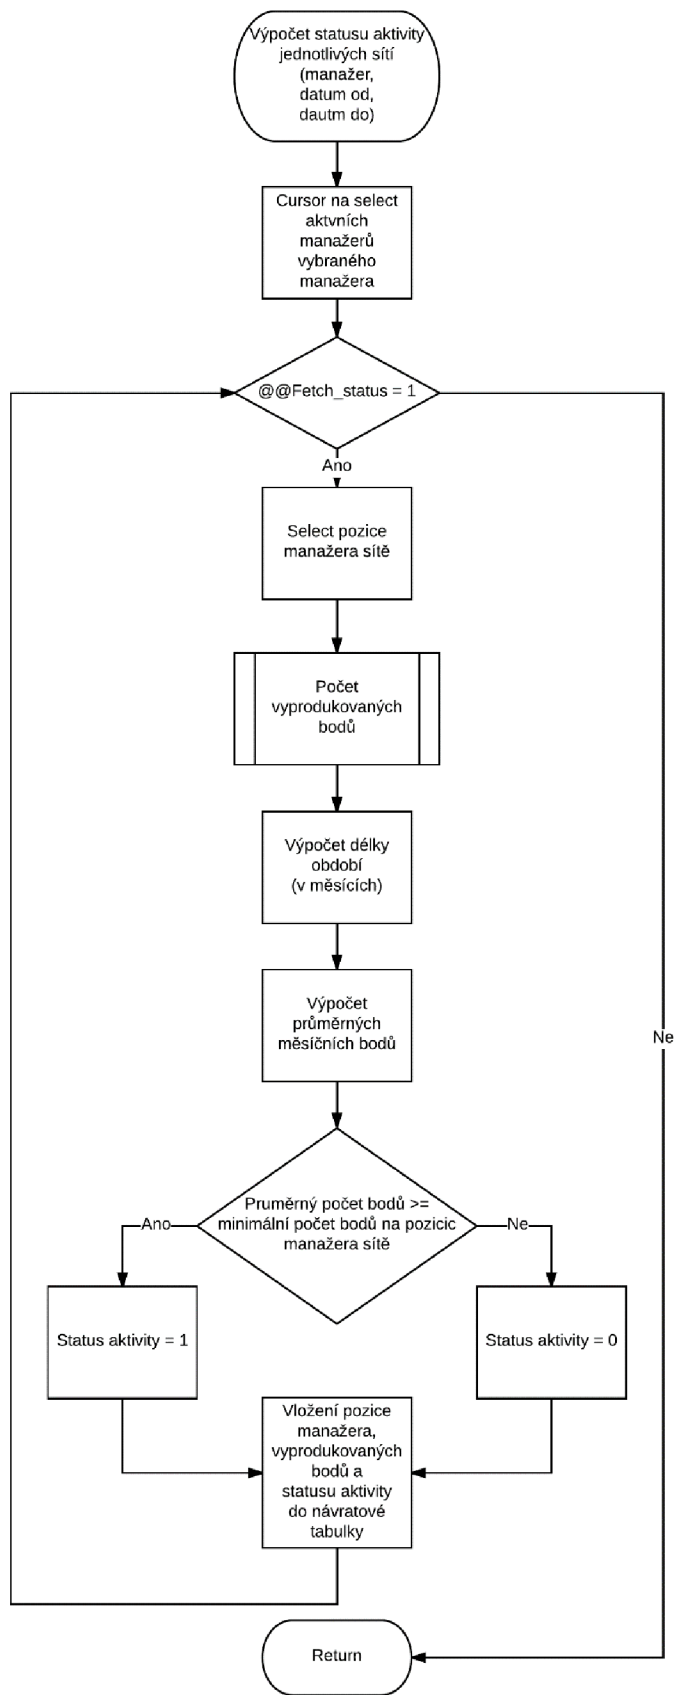 Výpočet statusu aktivity
jednotlivých sítí
(manažer,
datum od,
dautm do)
Cursor na select
aktvních
manažerů
vybraného
manažera
@@Fetch_status = 1
Ano
Select pozice
manažera sítě
Počet
vyprodukovaných
bodů
Výpočet délky
období
(v měsících)
Výpočet
průměrných
měsíčních bodů
Ne
Pruměrný počet bodů >=
minimální počet bodů na pozicic
manažera sítě
Ano
Ne
Status aktivity = 1
Status aktivity = 0
Vložení pozice
manažera,
vyprodukovaných
bodů a
statusu aktivity
do návratové
tabulky
Return